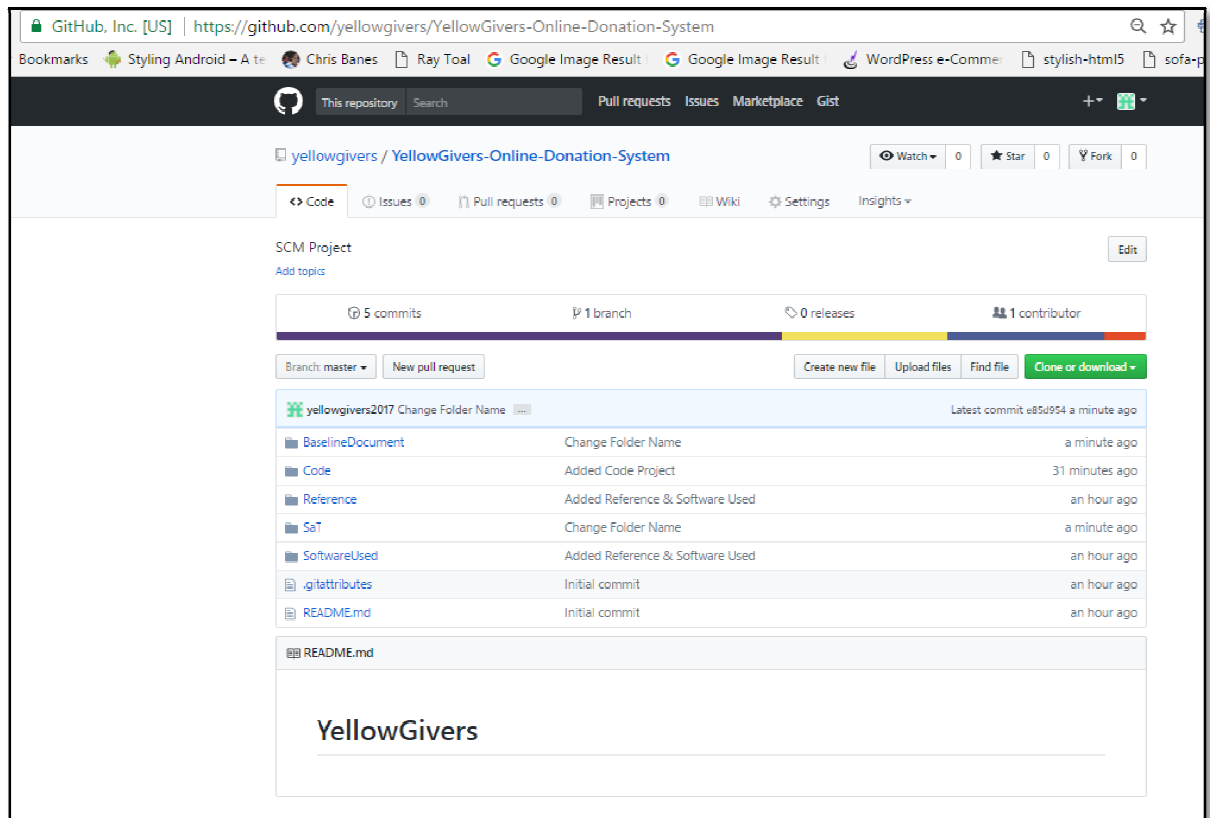 GitHub, Inc. [US] | https://github.com/yellowgivers/YellowGivers-Online-Donation-System
Bookmarks Styling Android – A te Chris Banes Ray Toal Google Image Result Google Image Result WordPress e-Commer stylish-html5 sofa-p
This repository Search Pull requests Issues Marketplace Gist
yellowgivers / YellowGivers-Online-Donation-System Watch 0 Star 0 Fork 0
Code Issues 0 Pull requests 0 Projects 0 Wiki Settings Insights
SCM Project Edit
Add topics
5 commits 1 branch 0 releases 1 contributor
Branch: master New pull request Create new file Upload files Find file Clone or download
yellowgivers2017 Change Folder Name ... Latest commit e85d954 a minute ago
BaselineDocument Change Folder Name a minute ago
Code Added Code Project 31 minutes ago
Reference Added Reference & Software Used an hour ago
SaT Change Folder Name a minute ago
SoftwareUsed Added Reference & Software Used an hour ago
.gitattributes Initial commit an hour ago
README.md Initial commit an hour ago
README.md
YellowGivers